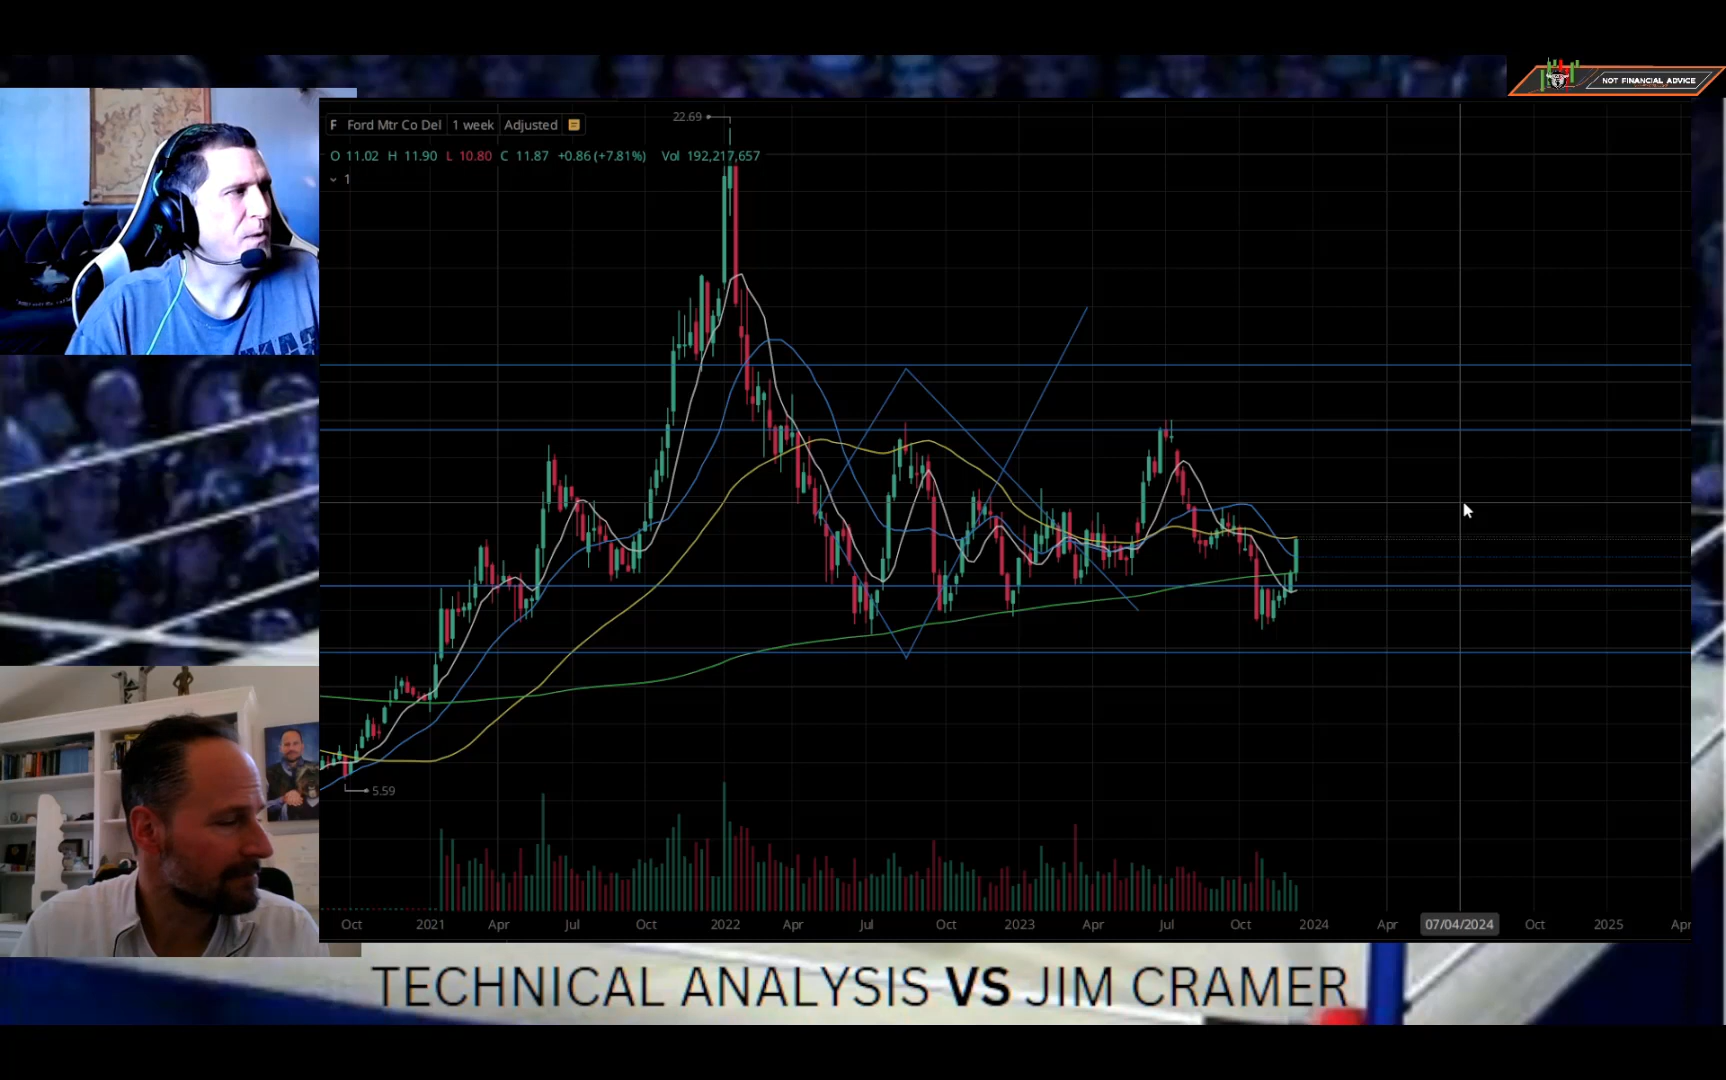 NOT FINANCIAL ADVICE
22.69
F Ford Mtr Co Del 1 week Adjusted
O 11.02 H 11.90 L 10.80 C 11.87 +0.86 (+7.81%) Vol 192,217,657
1
5.59
Oct 2021 Apr Jul Oct 2022 Apr Jul Oct 2023 Apr Jul Oct 2024 Apr 07/04/2024 Oct 2025 Apr
TECHNICAL ANALYSIS VS JIM CRAMER